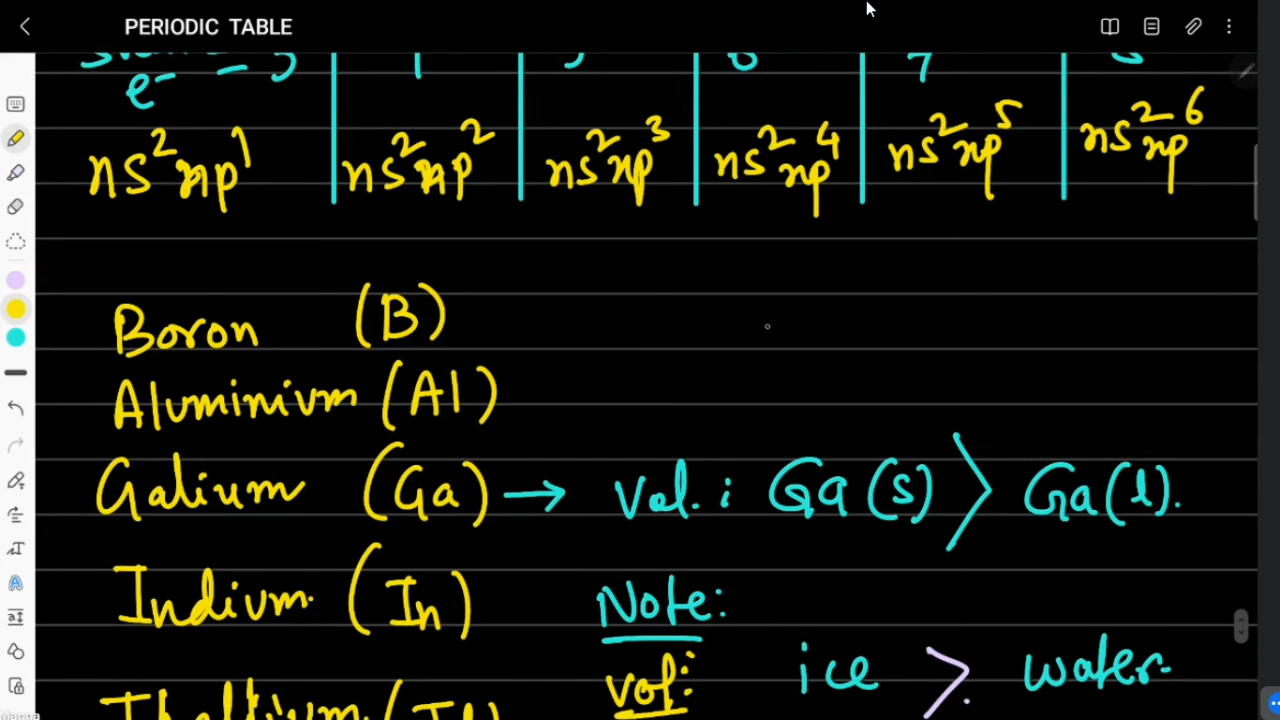 PERIODIC TABLE
e⁻
ns²np¹ ns²np² ns²np³ ns²np⁴ ns²np⁵ ns²np⁶
Boron (B)
Aluminium (Al)
Galium (Ga) → Vol. : Ga(s) > Ga(l).
Indium. (In)
Note:
vol: ice > water.